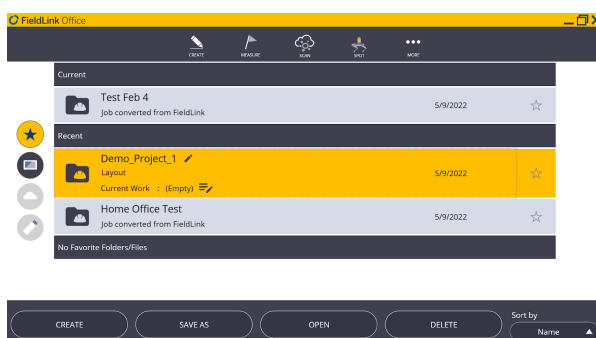 FieldLink Office
CREATE
MEASURE
SCAN
SPOT
MORE
Current
Test Feb 4
Job converted from FieldLink
5/9/2022
Recent
Demo_Project_1
Layout
Current Work : (Empty)
5/9/2022
Home Office Test
Job converted from FieldLink
5/9/2022
No Favorite Folders/Files
CREATE
SAVE AS
OPEN
DELETE
Sort by
Name